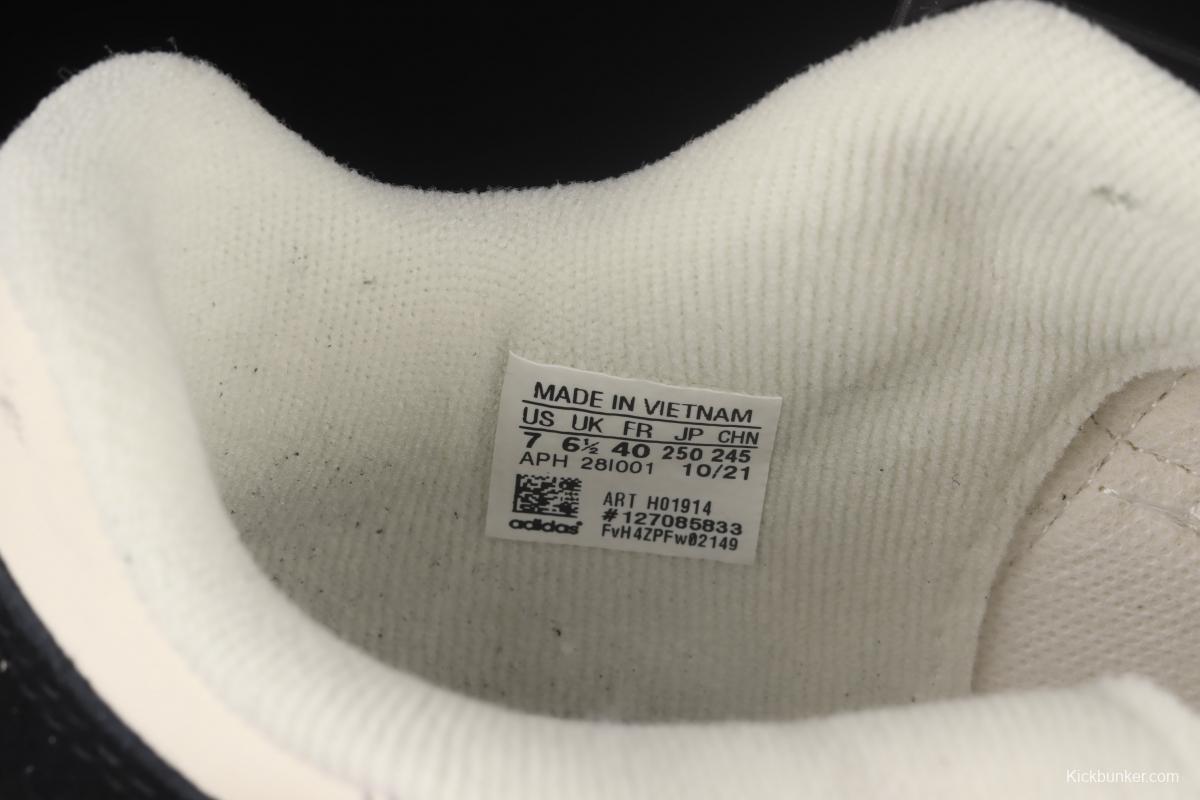 MADE IN VIETNAM
US UK FR JP CHN
7 6½ 40 250 245
APH 28I001 10/21
ART H01914
#127085833
adidas FvH4ZPFw02149
Kickbunker.com